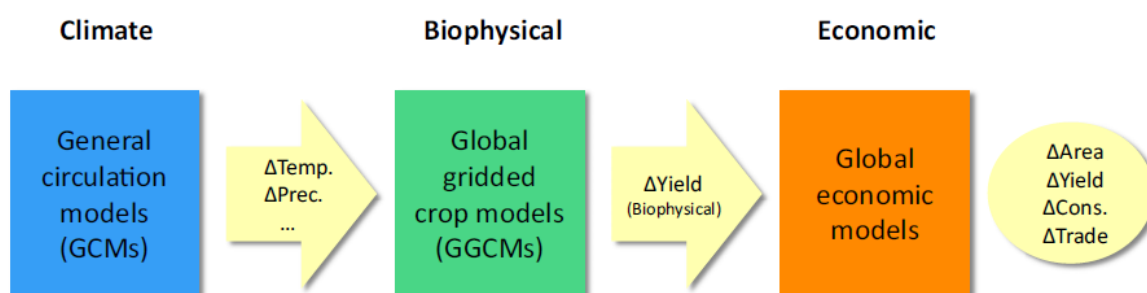 Climate
Biophysical
Economic
General
circulation
models
(GCMs)
ΔTemp.
ΔPrec.
...
Global
gridded
crop models
(GGCMs)
ΔYield
(Biophysical)
Global
economic
models
ΔArea
ΔYield
ΔCons.
ΔTrade